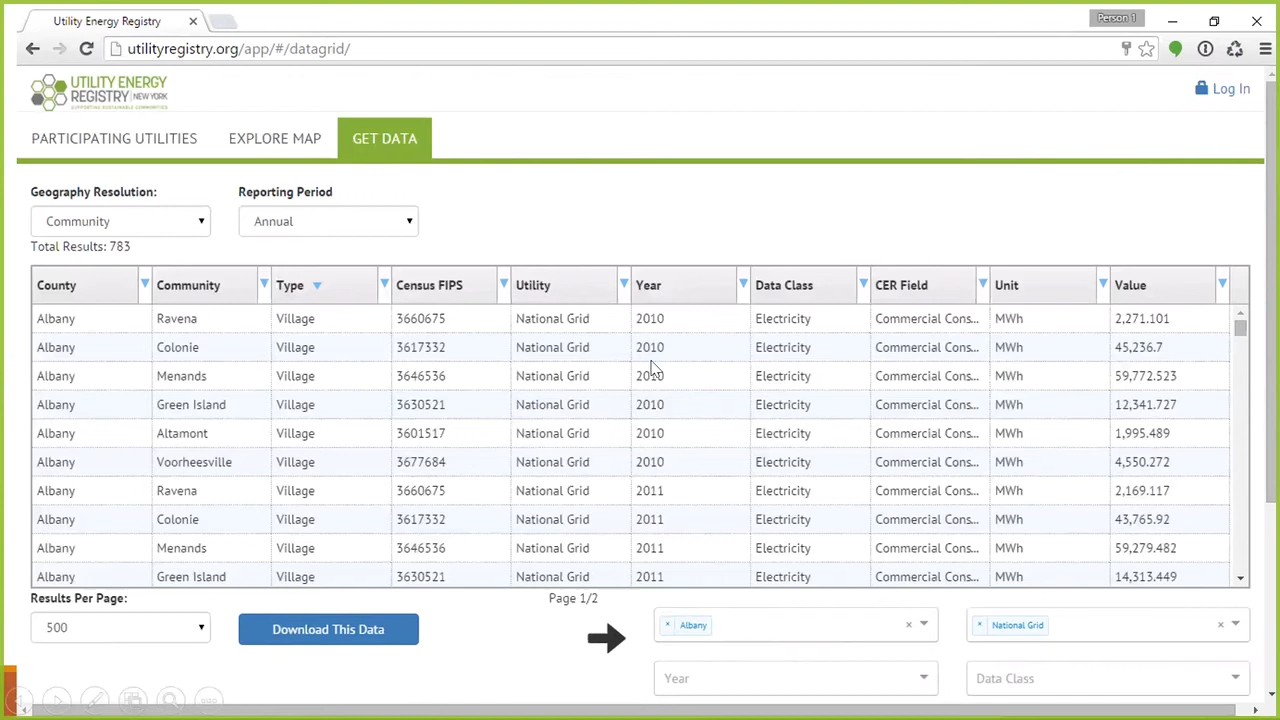 Utility Energy Registry
Person 1
utilityregistry.org/app/#/datagrid/
UTILITY ENERGY
REGISTRY | NEW YORK
SUPPORTING SUSTAINABLE COMMUNITIES
Log In
PARTICIPATING UTILITIES EXPLORE MAP GET DATA
Geography Resolution: Reporting Period
Community Annual
Total Results: 783
County Community Type Census FIPS Utility Year Data Class CER Field Unit Value
Albany Ravena Village 3660675 National Grid 2010 Electricity Commercial Cons... MWh 2,271.101
Albany Colonie Village 3617332 National Grid 2010 Electricity Commercial Cons... MWh 45,236.7
Albany Menands Village 3646536 National Grid 2010 Electricity Commercial Cons... MWh 59,772.523
Albany Green Island Village 3630521 National Grid 2010 Electricity Commercial Cons... MWh 12,341.727
Albany Altamont Village 3601517 National Grid 2010 Electricity Commercial Cons... MWh 1,995.489
Albany Voorheesville Village 3677684 National Grid 2010 Electricity Commercial Cons... MWh 4,550.272
Albany Ravena Village 3660675 National Grid 2011 Electricity Commercial Cons... MWh 2,169.117
Albany Colonie Village 3617332 National Grid 2011 Electricity Commercial Cons... MWh 43,765.92
Albany Menands Village 3646536 National Grid 2011 Electricity Commercial Cons... MWh 59,279.482
Albany Green Island Village 3630521 National Grid 2011 Electricity Commercial Cons... MWh 14,313.449
Results Per Page: Page 1/2
500 Download This Data × Albany × × National Grid ×
Year Data Class